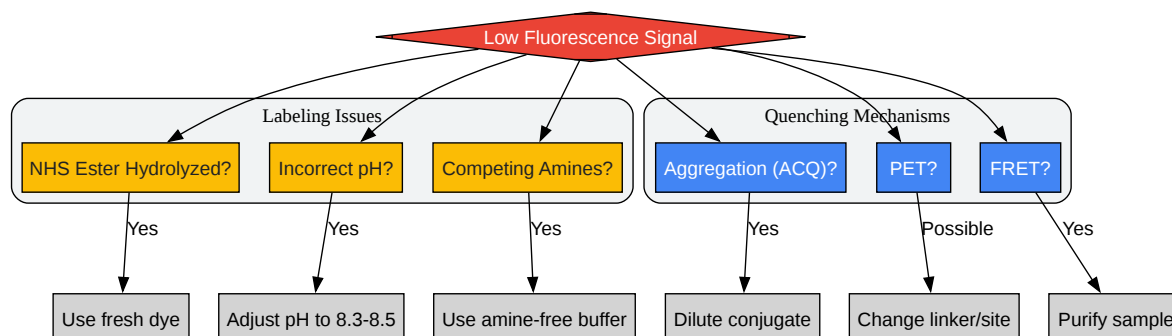 Low Fluorescence Signal
Labeling Issues
Quenching Mechanisms
NHS Ester Hydrolyzed?
Incorrect pH?
Competing Amines?
Aggregation (ACQ)?
PET?
FRET?
Yes
Yes
Yes
Yes
Possible
Yes
Use fresh dye
Adjust pH to 8.3-8.5
Use amine-free buffer
Dilute conjugate
Change linker/site
Purify sample